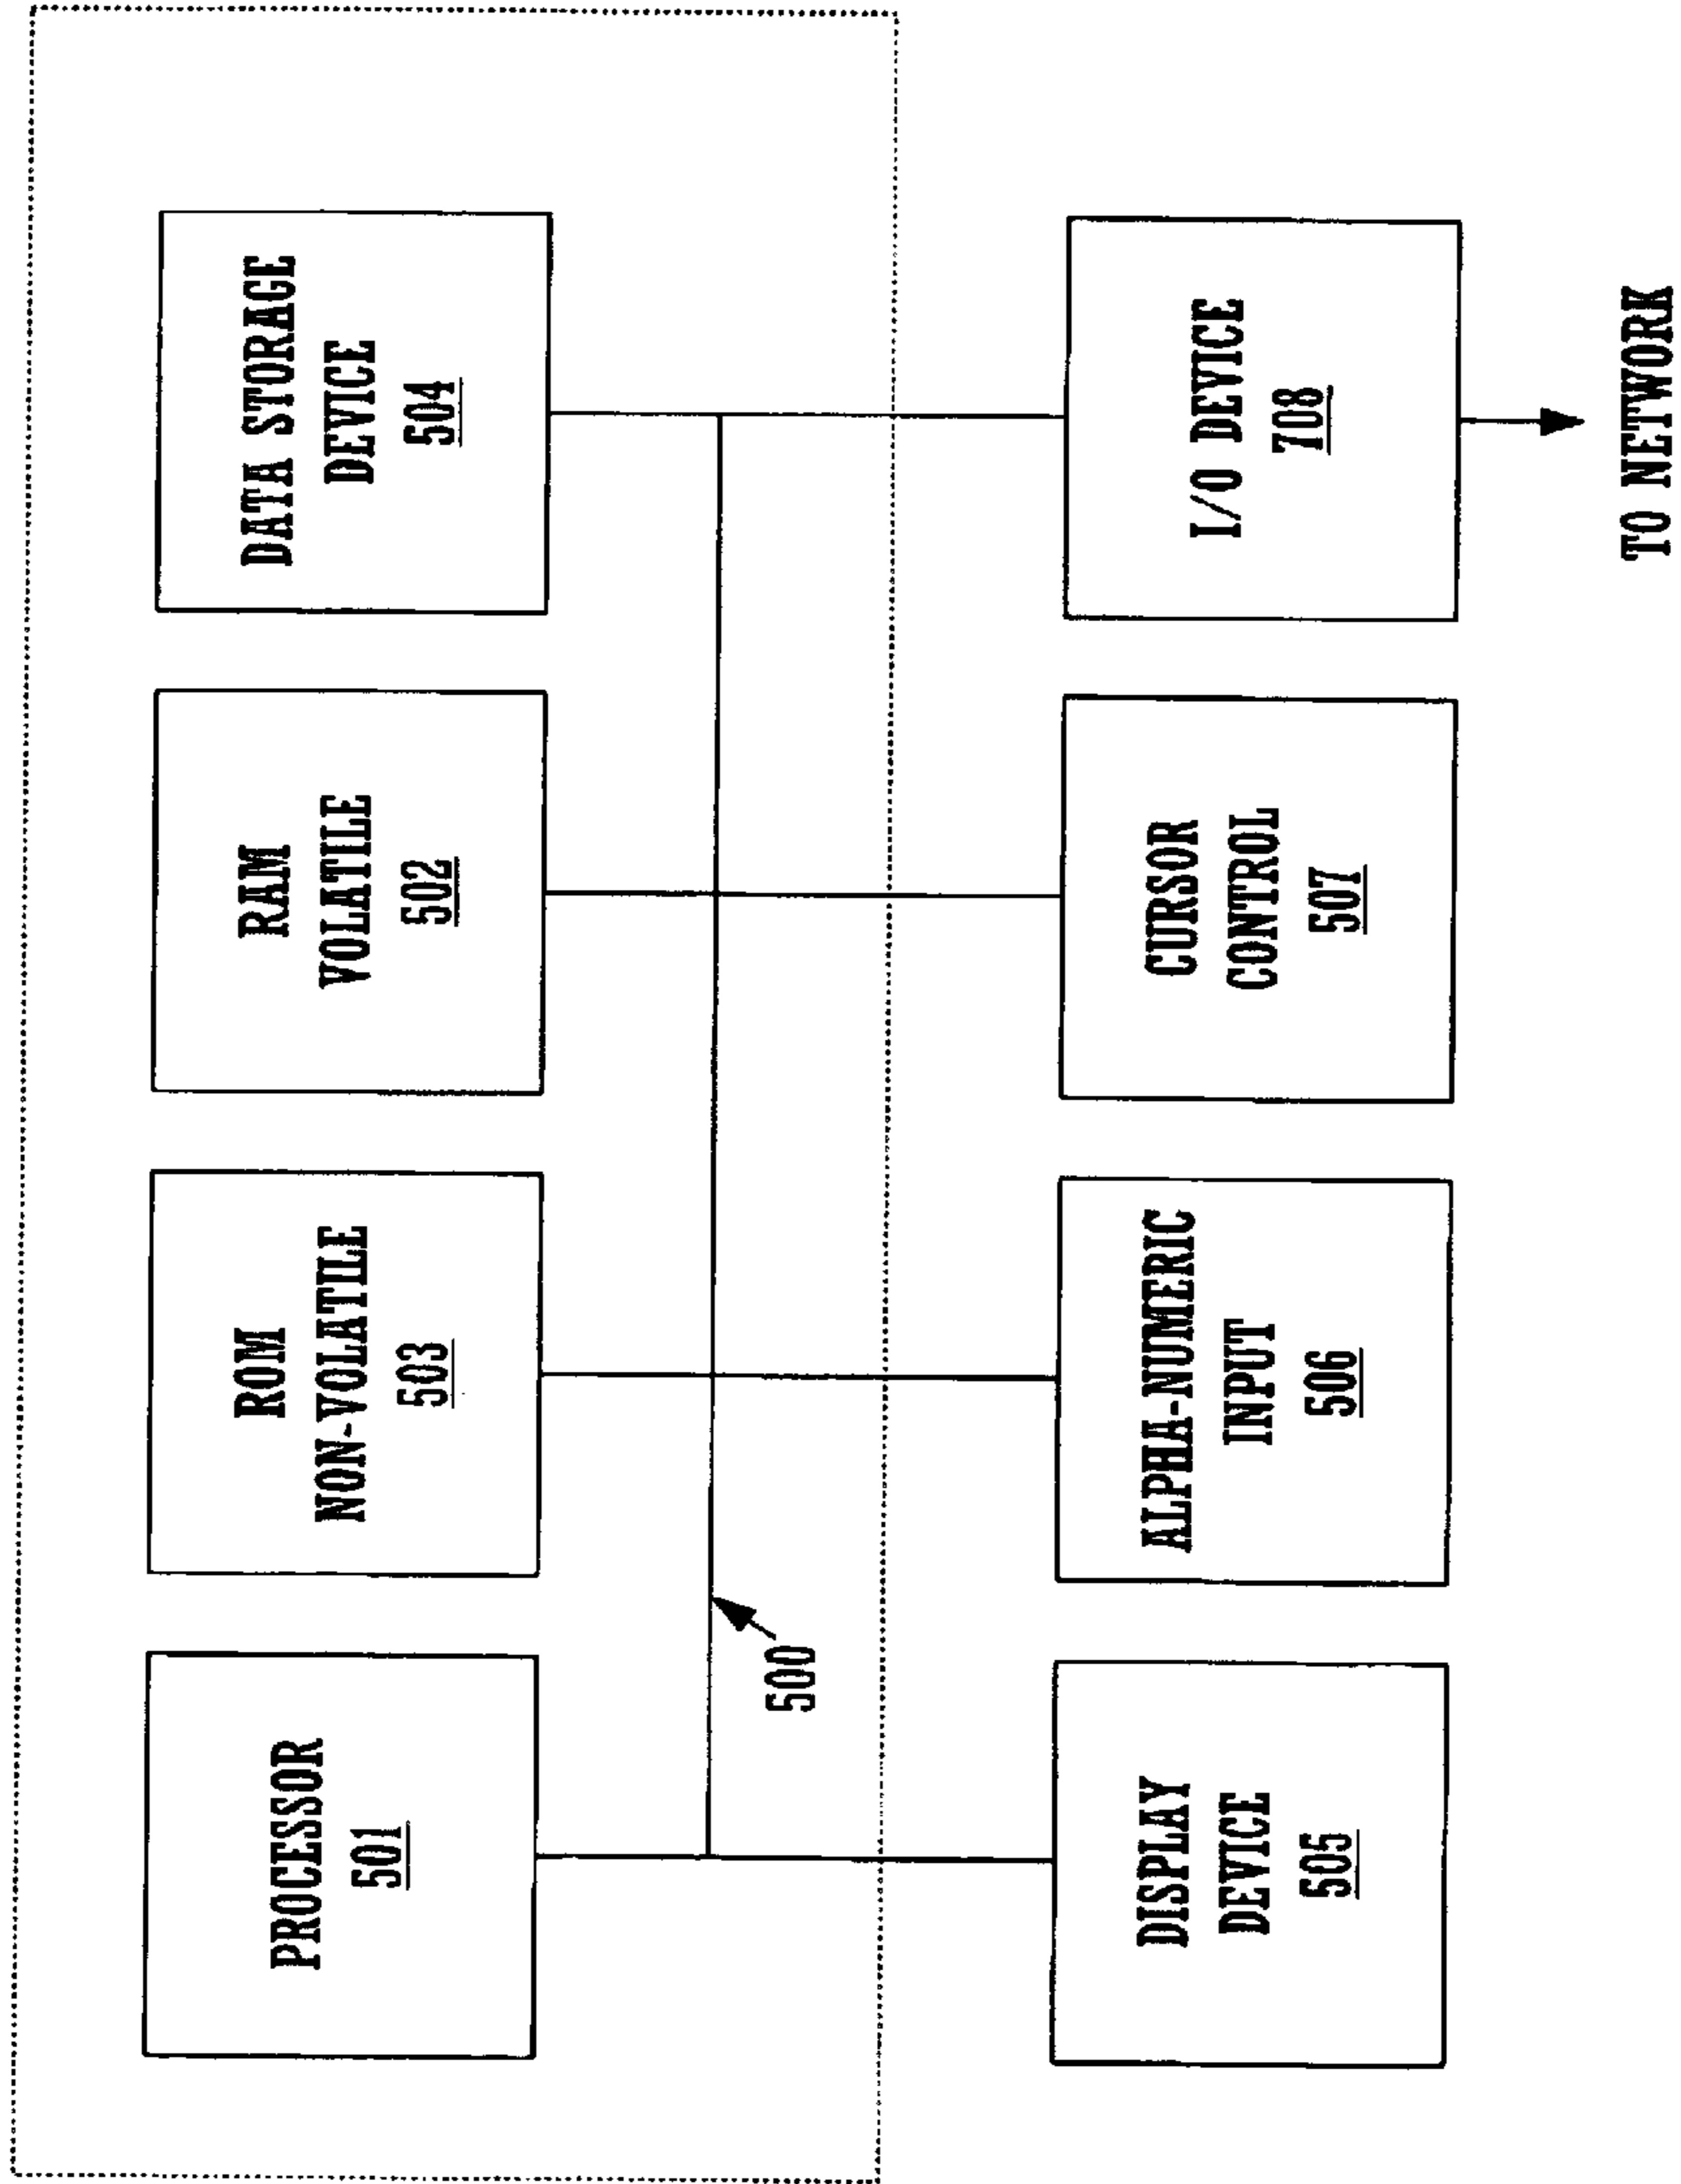 PROCESSOR
501
ROM
NON-VOLATILE
503
RAM
VOLATILE
502
DATA STORAGE
DEVICE
504
500
DISPLAY
DEVICE
505
ALPHA-NUMERIC
INPUT
506
CURSOR
CONTROL
507
I/O DEVICE
708
TO NETWORK